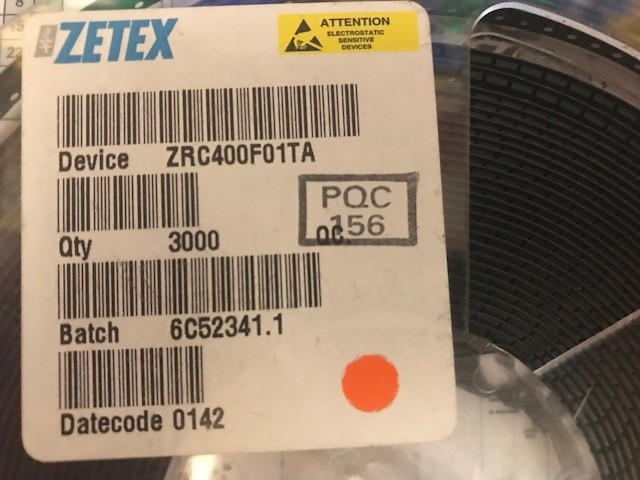 ZETEX
ATTENTION
ELECTROSTATIC
SENSITIVE
DEVICES
Device ZRC400F01TA
PQC
156
Qty 3000 QC.
Batch 6C52341.1
Datecode 0142